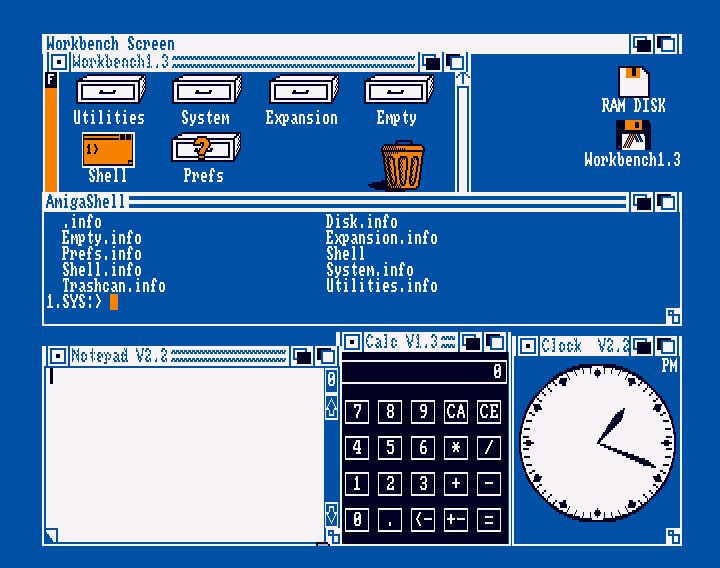 Workbench Screen
Workbench1.3
F
Utilities System Expansion Empty
RAM DISK
1>
Shell Prefs
Workbench1.3
AmigaShell
.info Disk.info
Empty.info Expansion.info
Prefs.info Shell
Shell.info System.info
Trashcan.info Utilities.info
1.SYS:>
Notepad V2.2
0
Calc V1.3
0
7 8 9 CA CE
4 5 6 * /
1 2 3 + -
0 . <- +- =
Clock V2.2
PM